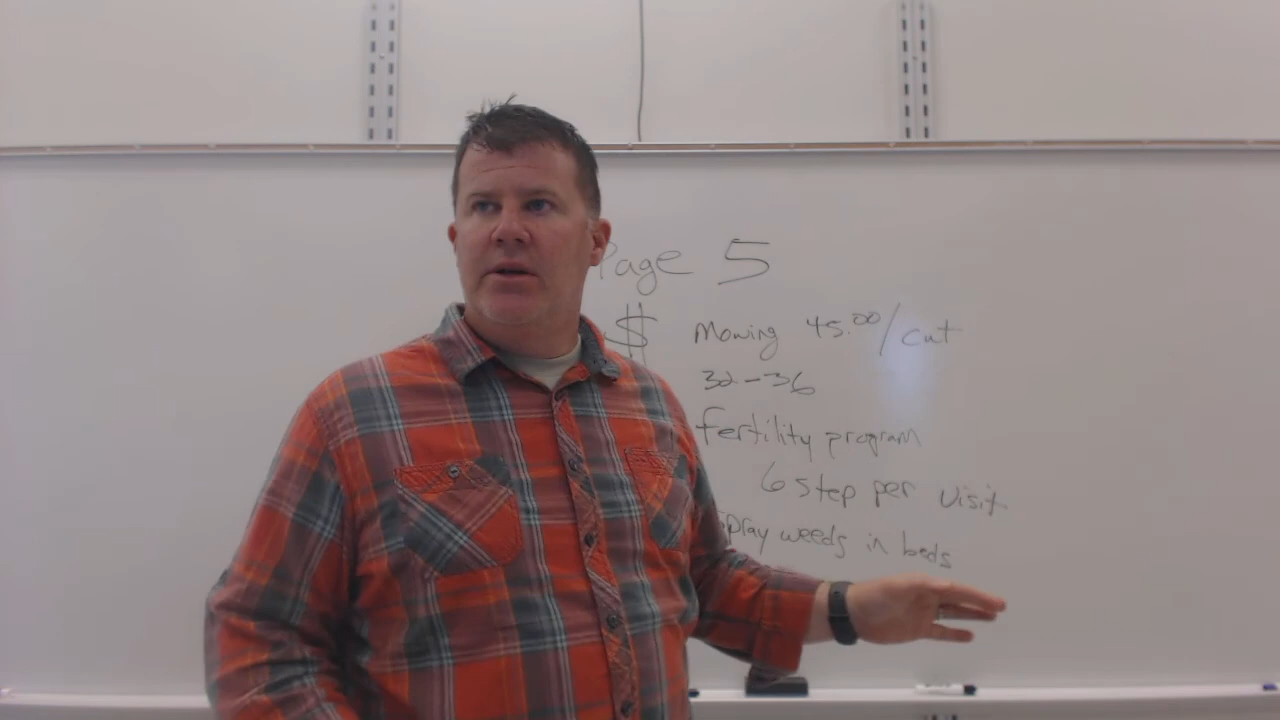 Page 5
$ Mowing 45.00/cut
32-36
fertility program
6 step per visit
Spray weeds in beds